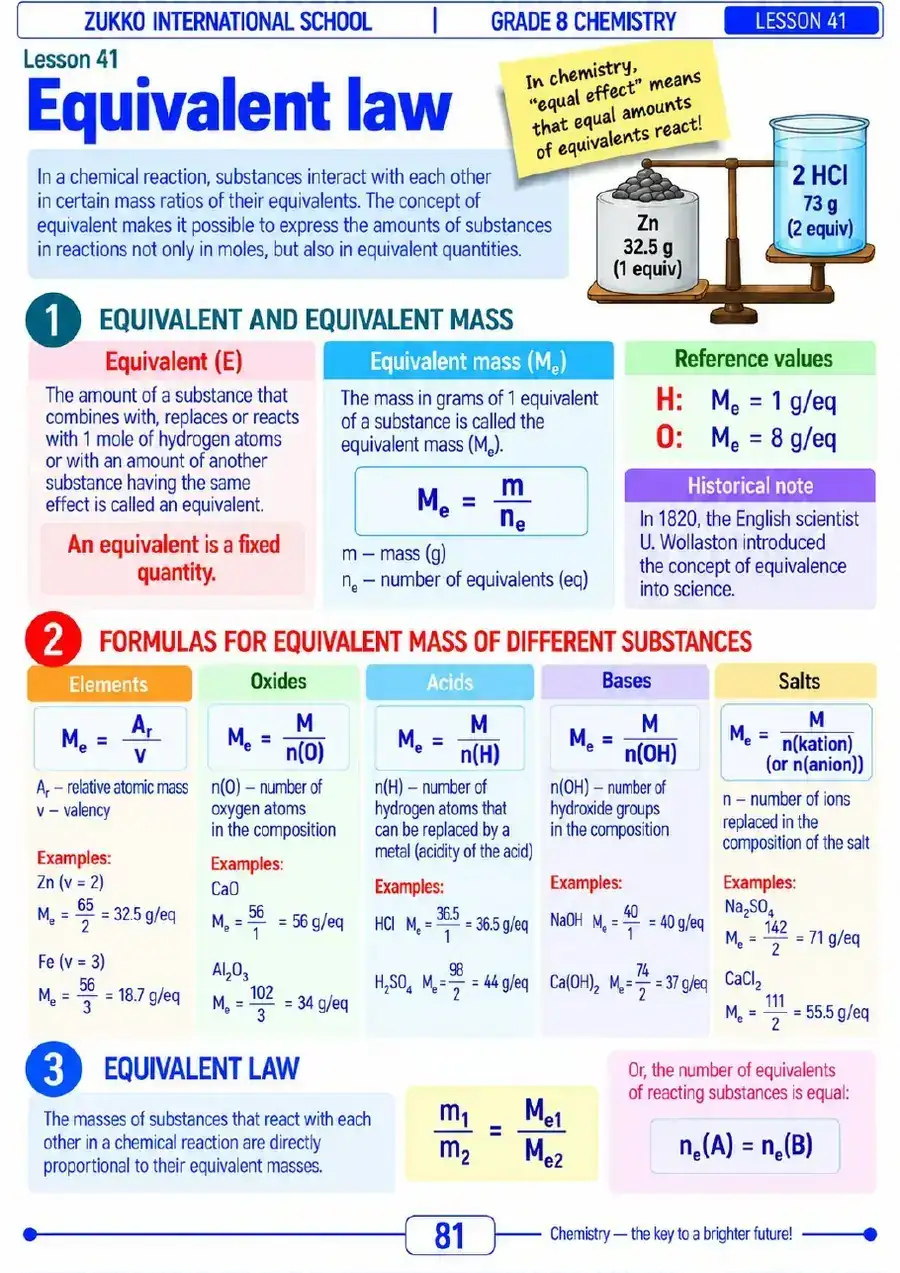 ZUKKO INTERNATIONAL SCHOOL | GRADE 8 CHEMISTRY LESSON 41
Lesson 41
Equivalent law
In chemistry,
“equal effect” means
that equal amounts
of equivalents react!
In a chemical reaction, substances interact with each other
in certain mass ratios of their equivalents. The concept of
equivalent makes it possible to express the amounts of substances
in reactions not only in moles, but also in equivalent quantities.
Zn
32.5 g
(1 equiv)
2 HCl
73 g
(2 equiv)
1 EQUIVALENT AND EQUIVALENT MASS
Equivalent (E)
The amount of a substance that
combines with, replaces or reacts
with 1 mole of hydrogen atoms
or with an amount of another
substance having the same
effect is called an equivalent.
An equivalent is a fixed
quantity.
Equivalent mass (Mₑ)
The mass in grams of 1 equivalent
of a substance is called the
equivalent mass (Mₑ).
Mₑ = m/nₑ
m – mass (g)
nₑ – number of equivalents (eq)
Reference values
H: Mₑ = 1 g/eq
O: Mₑ = 8 g/eq
Historical note
In 1820, the English scientist
U. Wollaston introduced
the concept of equivalence
into science.
2 FORMULAS FOR EQUIVALENT MASS OF DIFFERENT SUBSTANCES
Elements
Mₑ = Aᵣ/v
Aᵣ – relative atomic mass
v – valency
Examples:
Zn (v = 2)
Mₑ = 65/2 = 32.5 g/eq
Fe (v = 3)
Mₑ = 56/3 = 18.7 g/eq
Oxides
Mₑ = M/n(O)
n(O) – number of
oxygen atoms
in the composition
Examples:
CaO
Mₑ = 56/1 = 56 g/eq
Al₂O₃
Mₑ = 102/3 = 34 g/eq
Acids
Mₑ = M/n(H)
n(H) – number of
hydrogen atoms that
can be replaced by a
metal (acidity of the acid)
Examples:
HCl Mₑ = 36.5/1 = 36.5 g/eq
H₂SO₄ Mₑ = 98/2 = 44 g/eq
Bases
Mₑ = M/n(OH)
n(OH) – number of
hydroxide groups
in the composition
Examples:
NaOH Mₑ = 40/1 = 40 g/eq
Ca(OH)₂ Mₑ = 74/2 = 37 g/eq
Salts
Mₑ = M/n(kation)
(or n(anion))
n – number of ions
replaced in the
composition of the salt
Examples:
Na₂SO₄
Mₑ = 142/2 = 71 g/eq
CaCl₂
Mₑ = 111/2 = 55.5 g/eq
3 EQUIVALENT LAW
The masses of substances that react with each
other in a chemical reaction are directly
proportional to their equivalent masses.
m₁/m₂ = Mₑ₁/Mₑ₂
Or, the number of equivalents
of reacting substances is equal:
nₑ(A) = nₑ(B)
81
Chemistry — the key to a brighter future!